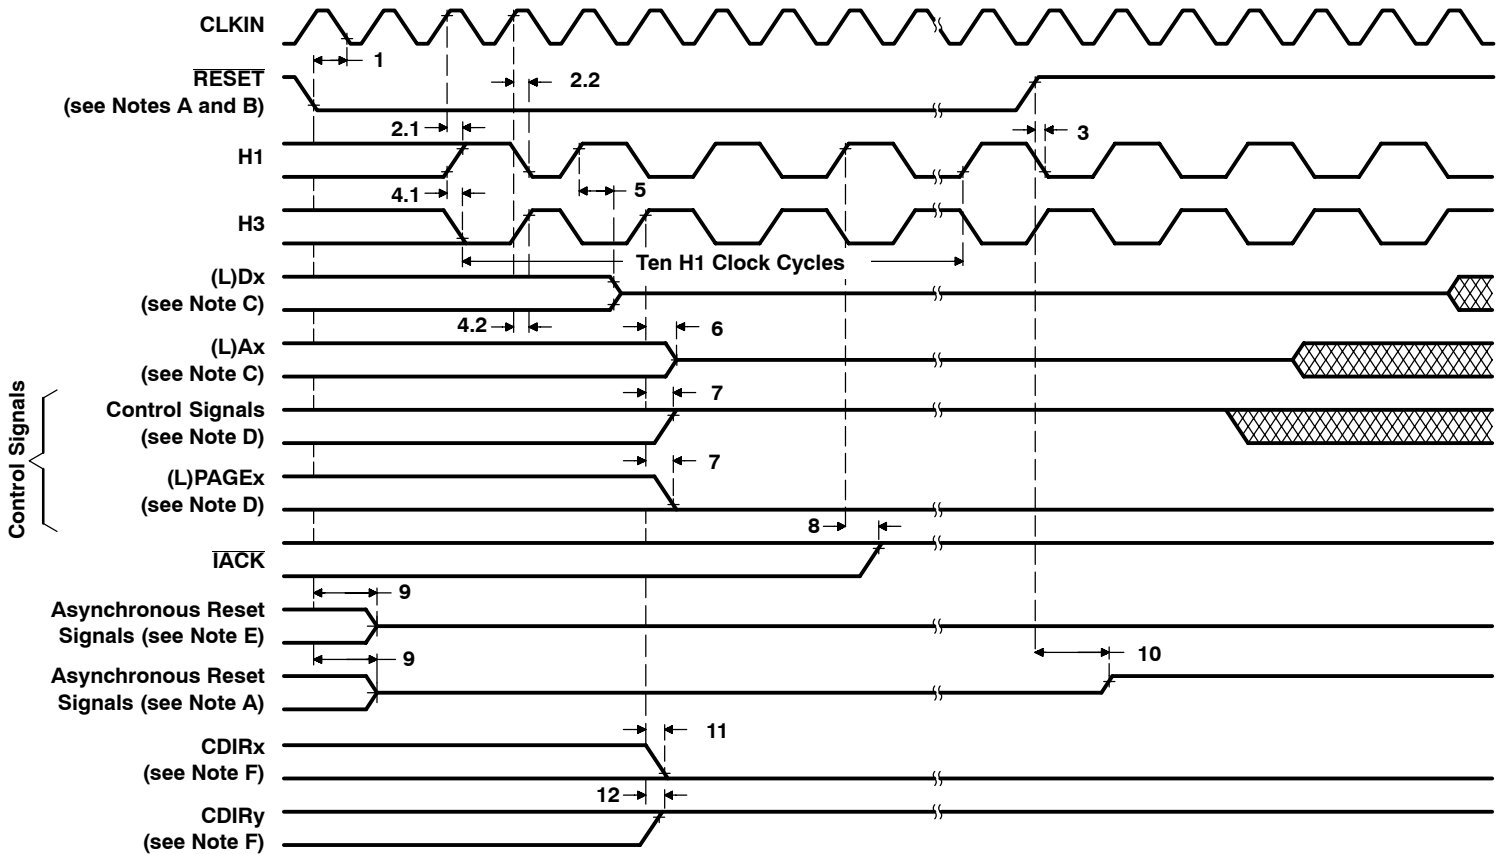 CLKIN
1
RESET
(see Notes A and B)
2.2
2.1
3
H1
4.1
5
H3
Ten H1 Clock Cycles
(L)Dx
(see Note C)
4.2
6
(L)Ax
(see Note C)
Control Signals
7
Control Signals
(see Note D)
7
(L)PAGEx
(see Note D)
8
IACK
9
Asynchronous Reset
Signals (see Note E)
9
10
Asynchronous Reset
Signals (see Note A)
11
CDIRx
(see Note F)
12
CDIRy
(see Note F)